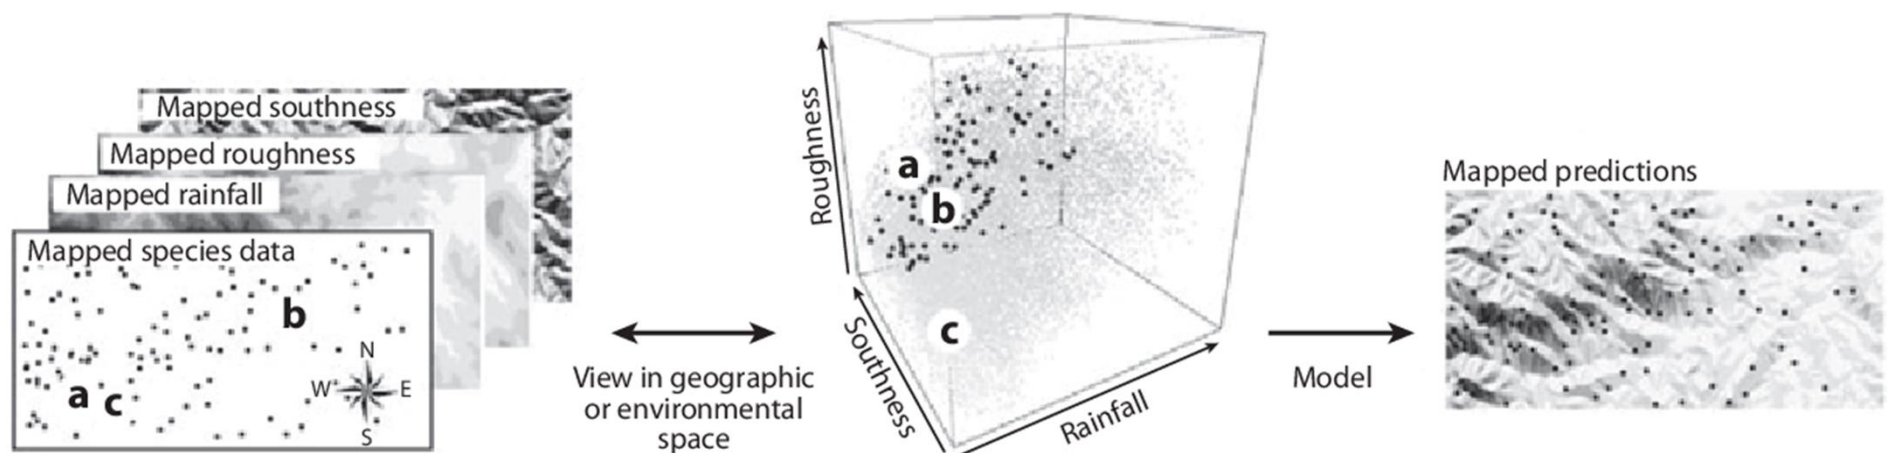 Mapped southness
Mapped roughness
Mapped rainfall
Mapped species data
b
a
c
N
W
E
S
View in geographic
or environmental
space
Roughness
a
b
c
Southness
Rainfall
Model
Mapped predictions